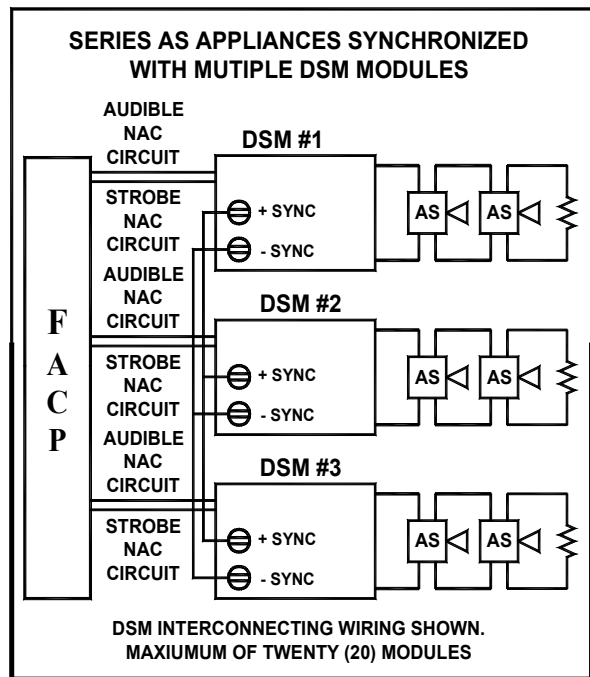 SERIES AS APPLIANCES SYNCHRONIZED
WITH MUTIPLE DSM MODULES
AUDIBLE
NAC
CIRCUIT
DSM #1
STROBE
NAC
CIRCUIT
+ SYNC
- SYNC
AS
AS
AUDIBLE
NAC
CIRCUIT
DSM #2
STROBE
NAC
CIRCUIT
+ SYNC
- SYNC
AS
AS
AUDIBLE
NAC
CIRCUIT
DSM #3
STROBE
NAC
CIRCUIT
+ SYNC
- SYNC
AS
AS
F
A
C
P
DSM INTERCONNECTING WIRING SHOWN.
MAXIUMUM OF TWENTY (20) MODULES